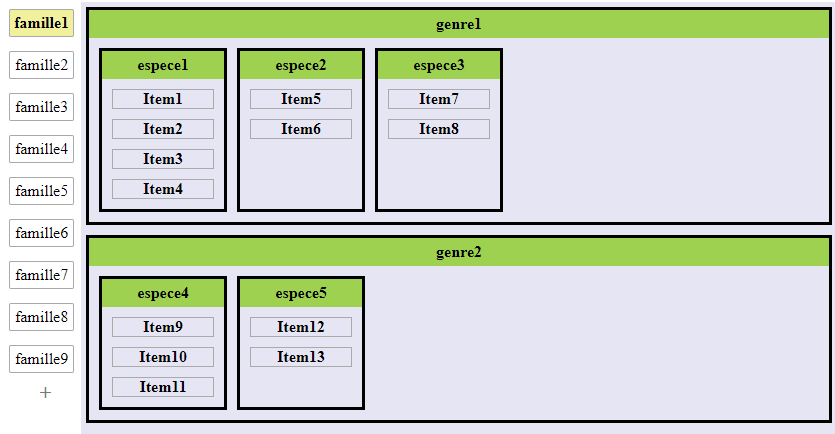 famille1
famille2
famille3
famille4
famille5
famille6
famille7
famille8
famille9
+
genre1
espece1
Item1
Item2
Item3
Item4
espece2
Item5
Item6
espece3
Item7
Item8
genre2
espece4
Item9
Item10
Item11
espece5
Item12
Item13